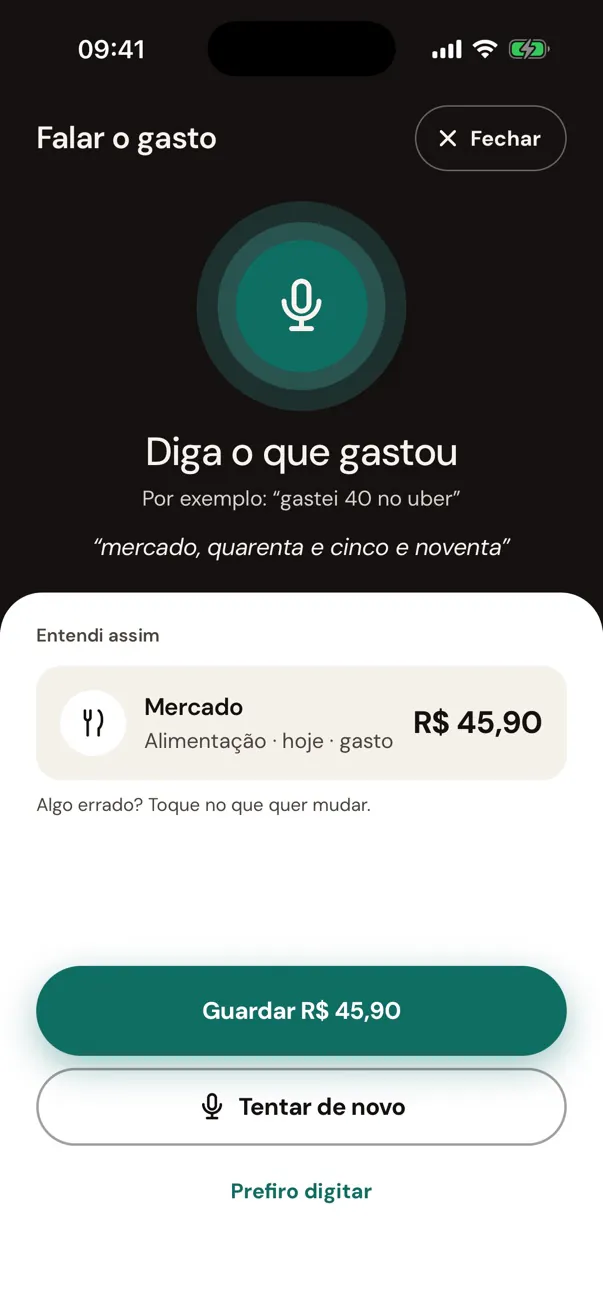 09:41
Falar o gasto
Fechar
Diga o que gastou
Por exemplo: “gastei 40 no uber”
“mercado, quarenta e cinco e noventa”
Entendi assim
Mercado
R$ 45,90
Alimentação · hoje · gasto
Algo errado? Toque no que quer mudar.
Guardar R$ 45,90
Tentar de novo
Prefiro digitar